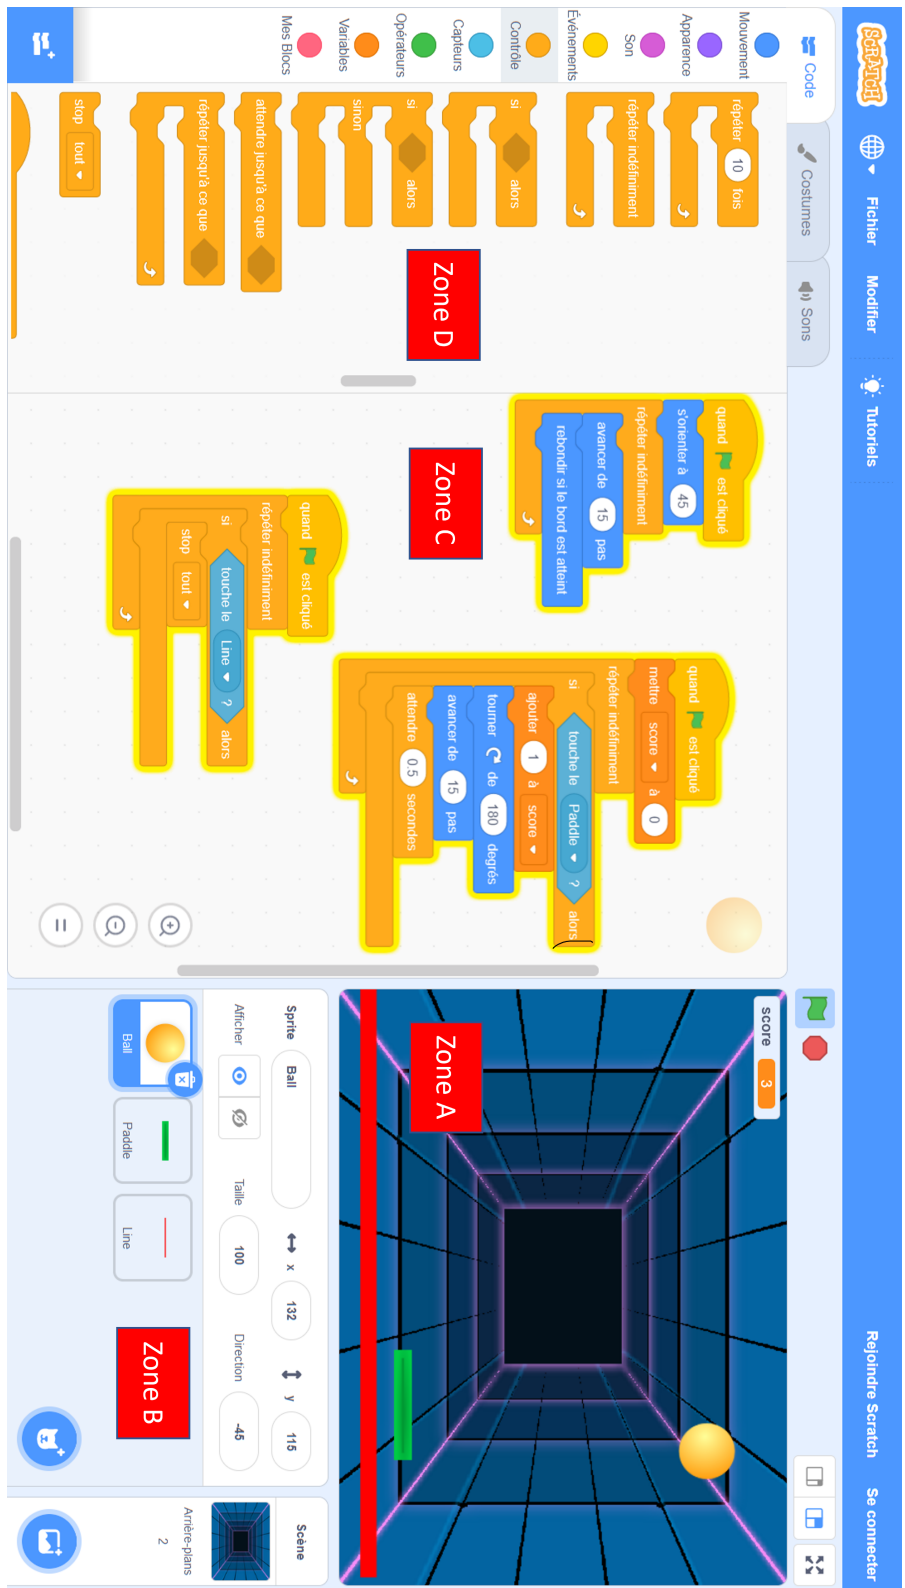 SCRATCH
Fichier
Modifier
Tutoriels
Rejoindre Scratch
Se connecter
Code
Costumes
Sons
Mouvement
Apparence
Son
Événements
Contrôle
Capteurs
Opérateurs
Variables
Mes Blocs
répéter 10 fois
répéter indéfiniment
si alors
si alors
sinon
attendre jusqu'à ce que
répéter jusqu'à ce que
stop tout
Zone D
quand est cliqué
s'orienter à 45
répéter indéfiniment
avancer de 15 pas
rebondir si le bord est atteint
Zone C
quand est cliqué
répéter indéfiniment
si touche le Line ? alors
stop tout
quand est cliqué
mettre score à 0
répéter indéfiniment
si touche le Paddle ? alors
ajouter 1 à score
tourner de 180 degrés
avancer de 15 pas
attendre 0.5 secondes
score 3
Zone A
Sprite Ball x 132 y 115
Afficher Taille 100 Direction -45
Ball
Paddle
Line
Zone B
Scène
Arrière-plans
2